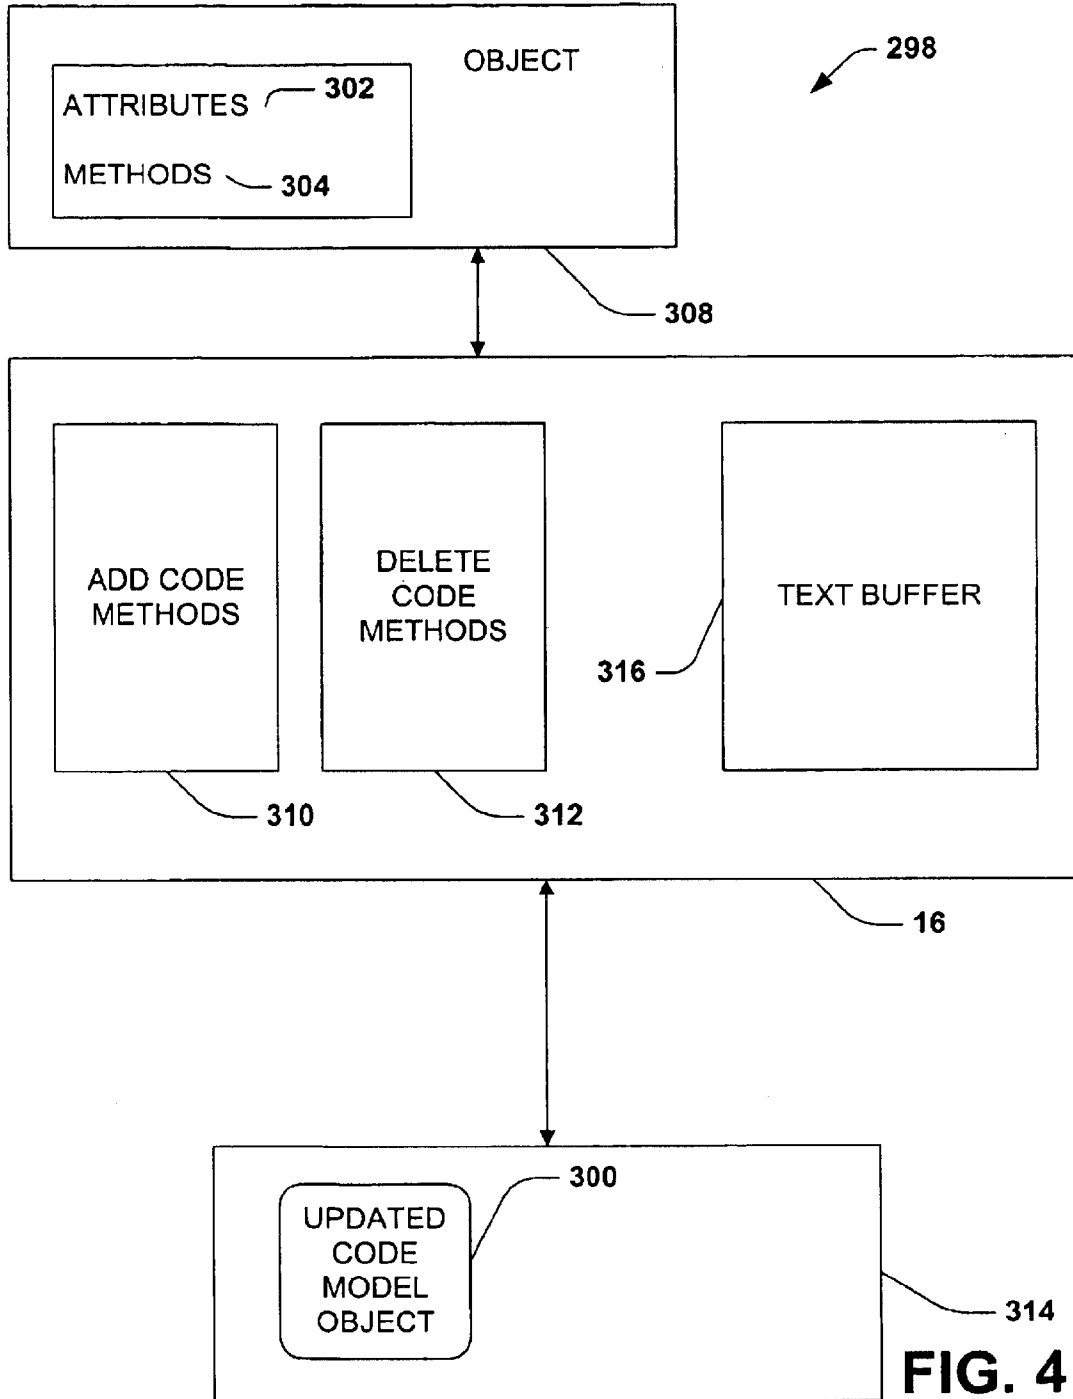 OBJECT
298
ATTRIBUTES 302
METHODS 304
308
ADD CODE
METHODS
DELETE
CODE
METHODS
TEXT BUFFER
316
310
312
16
300
UPDATED
CODE
MODEL
OBJECT
314
FIG. 4